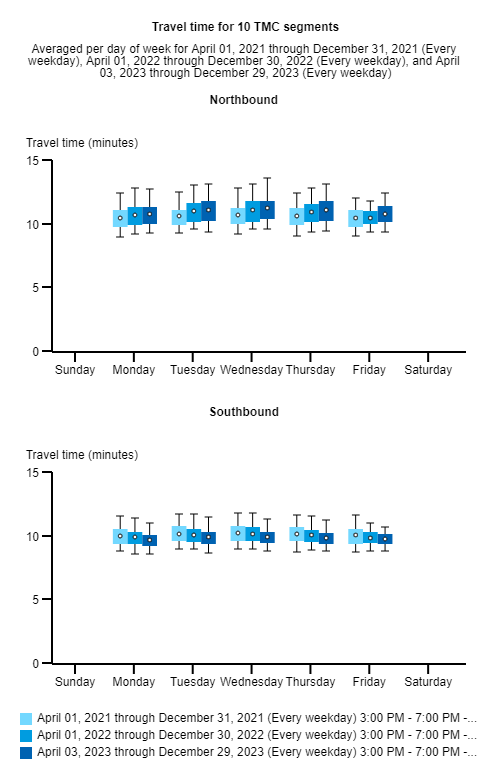 Travel time for 10 TMC segments
Averaged per day of week for April 01, 2021 through December 31, 2021 (Every
weekday), April 01, 2022 through December 30, 2022 (Every weekday), and April
03, 2023 through December 29, 2023 (Every weekday)
Northbound
Travel time (minutes)
15
10
5
0
Sunday Monday Tuesday Wednesday Thursday Friday Saturday
Southbound
Travel time (minutes)
15
10
5
0
Sunday Monday Tuesday Wednesday Thursday Friday Saturday
April 01, 2021 through December 31, 2021 (Every weekday) 3:00 PM - 7:00 PM -...
April 01, 2022 through December 30, 2022 (Every weekday) 3:00 PM - 7:00 PM -...
April 03, 2023 through December 29, 2023 (Every weekday) 3:00 PM - 7:00 PM -...